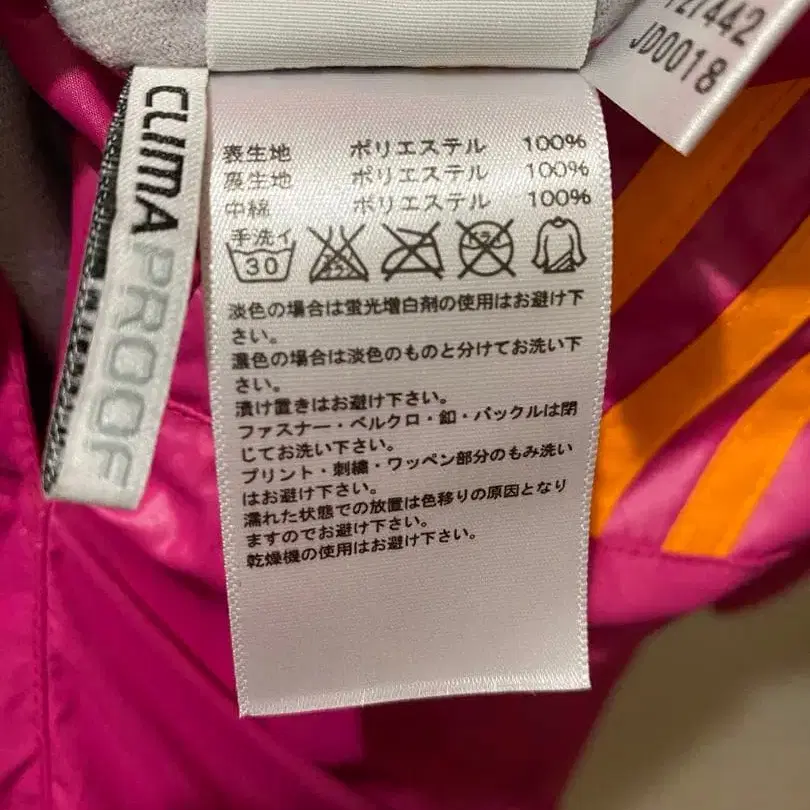 727442
JD0018
CLIMAPROOF
表生地 ポリエステル 100%
裏生地 ポリエステル 100%
中綿 ポリエステル 100%
手洗イ
30
ドライ
淡色の場合は蛍光増白剤の使用はお避け下
さい。
濃色の場合は淡色のものと分けてお洗い下
さい。
漬け置きはお避け下さい。
ファスナー・ベルクロ・釦・バックルは閉
じてお洗い下さい。
プリント・刺繍・ワッペン部分のもみ洗い
はお避け下さい。
濡れた状態での放置は色移りの原因となり
ますのでお避け下さい。
乾燥機の使用はお避け下さい。